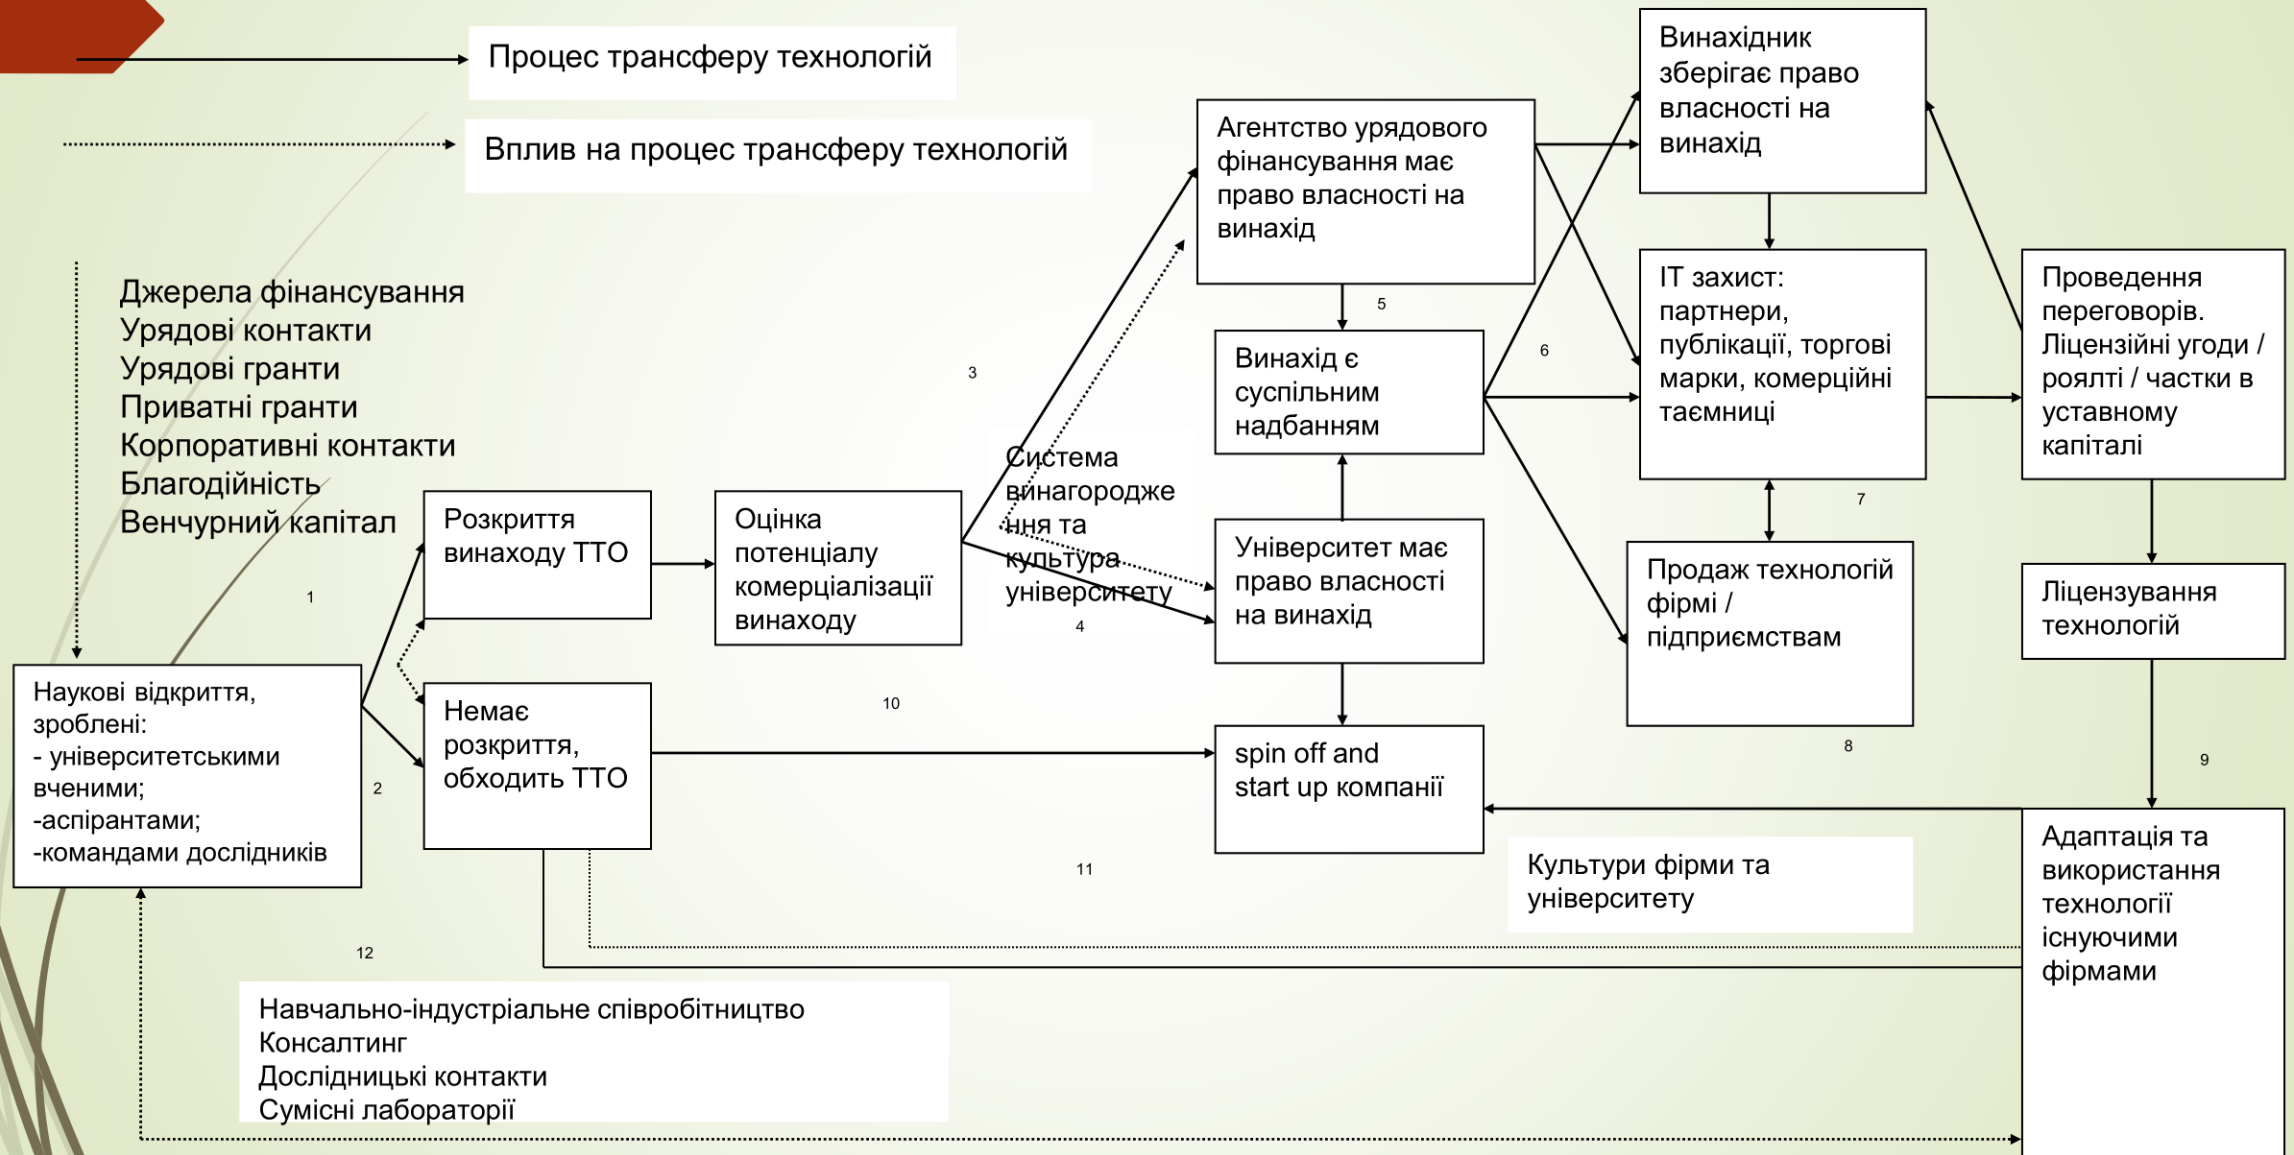 Процес трансферу технологій
Вплив на процес трансферу технологій
Джерела фінансування
Урядові контакти
Урядові гранти
Приватні гранти
Корпоративні контакти
Благодійність
Венчурний капітал
Наукові відкриття,
зроблені:
- університетськими
вченими;
-аспірантами;
-командами дослідників
1
2
Розкриття
винаходу ТТО
Немає
розкриття,
обходить ТТО
Оцінка
потенціалу
комерціалізації
винаходу
3
Система
винагородже
ння та
культура
університету
4
10
11
12
Агентство урядового
фінансування має
право власності на
винахід
5
Винахід є
суспільним
надбанням
Університет має
право власності
на винахід
spin off and
start up компанії
6
Винахідник
зберігає право
власності на
винахід
ІТ захист:
партнери,
публікації, торгові
марки, комерційні
таємниці
7
Продаж технологій
фірмі /
підприємствам
8
Проведення
переговорів.
Ліцензійні угоди /
роялті / частки в
уставному
капіталі
Ліцензування
технологій
9
Адаптація та
використання
технології
існуючими
фірмами
Культури фірми та
університету
Навчально-індустріальне співробітництво
Консалтинг
Дослідницькі контакти
Сумісні лабораторії